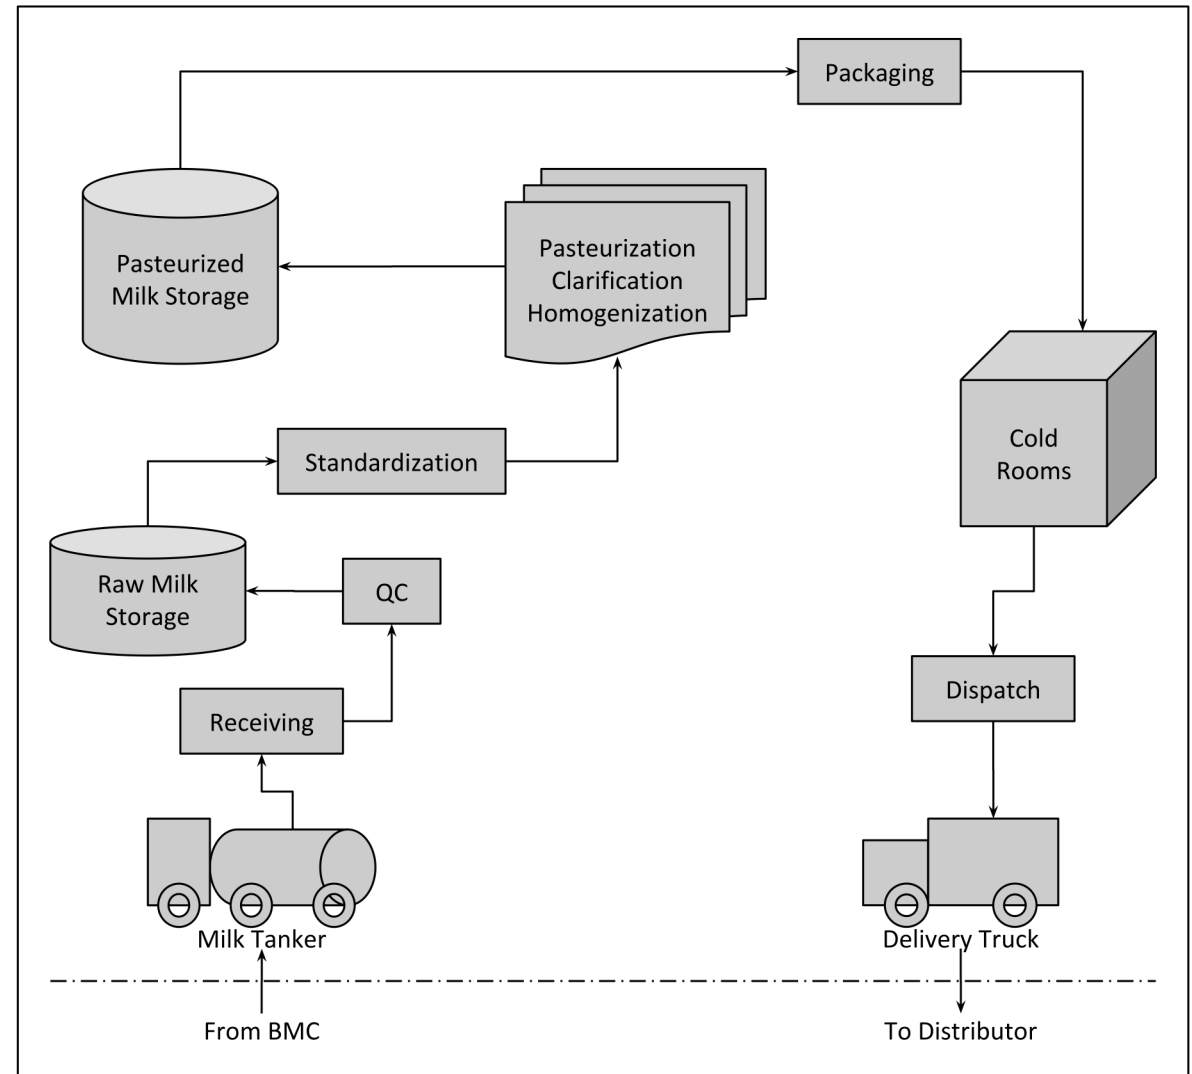 Packaging
Pasteurized
Milk Storage
Pasteurization
Clarification
Homogenization
Cold
Rooms
Standardization
Raw Milk
Storage
QC
Receiving
Dispatch
Milk Tanker
Delivery Truck
From BMC
To Distributor